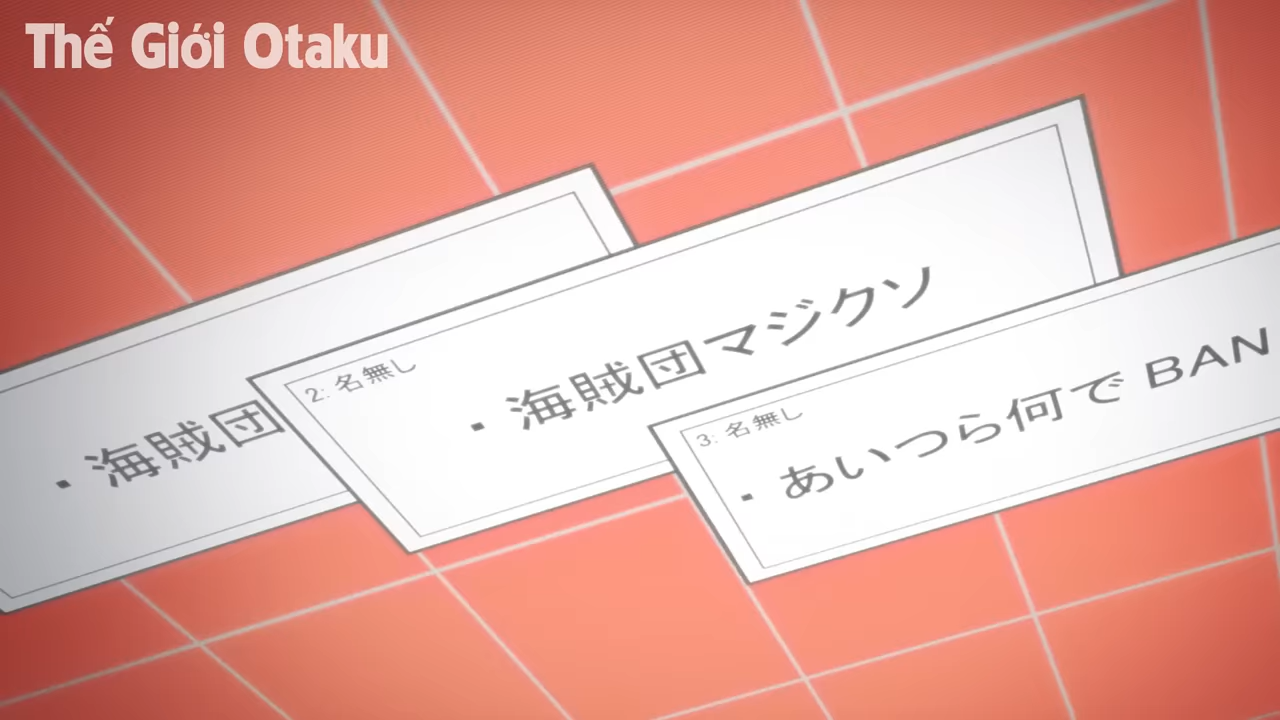 Thế Giới Otaku
・海賊団
2: 名無し
・海賊団マジクソ
3: 名無し
・あいつら何で BAN